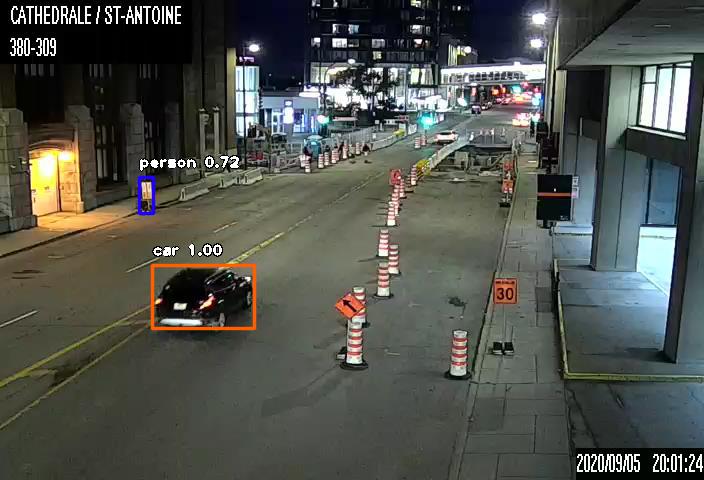 CATHEDRALE / ST-ANTOINE
380-309
person 0.72
car 1.00
30
2020/09/05 20:01:24